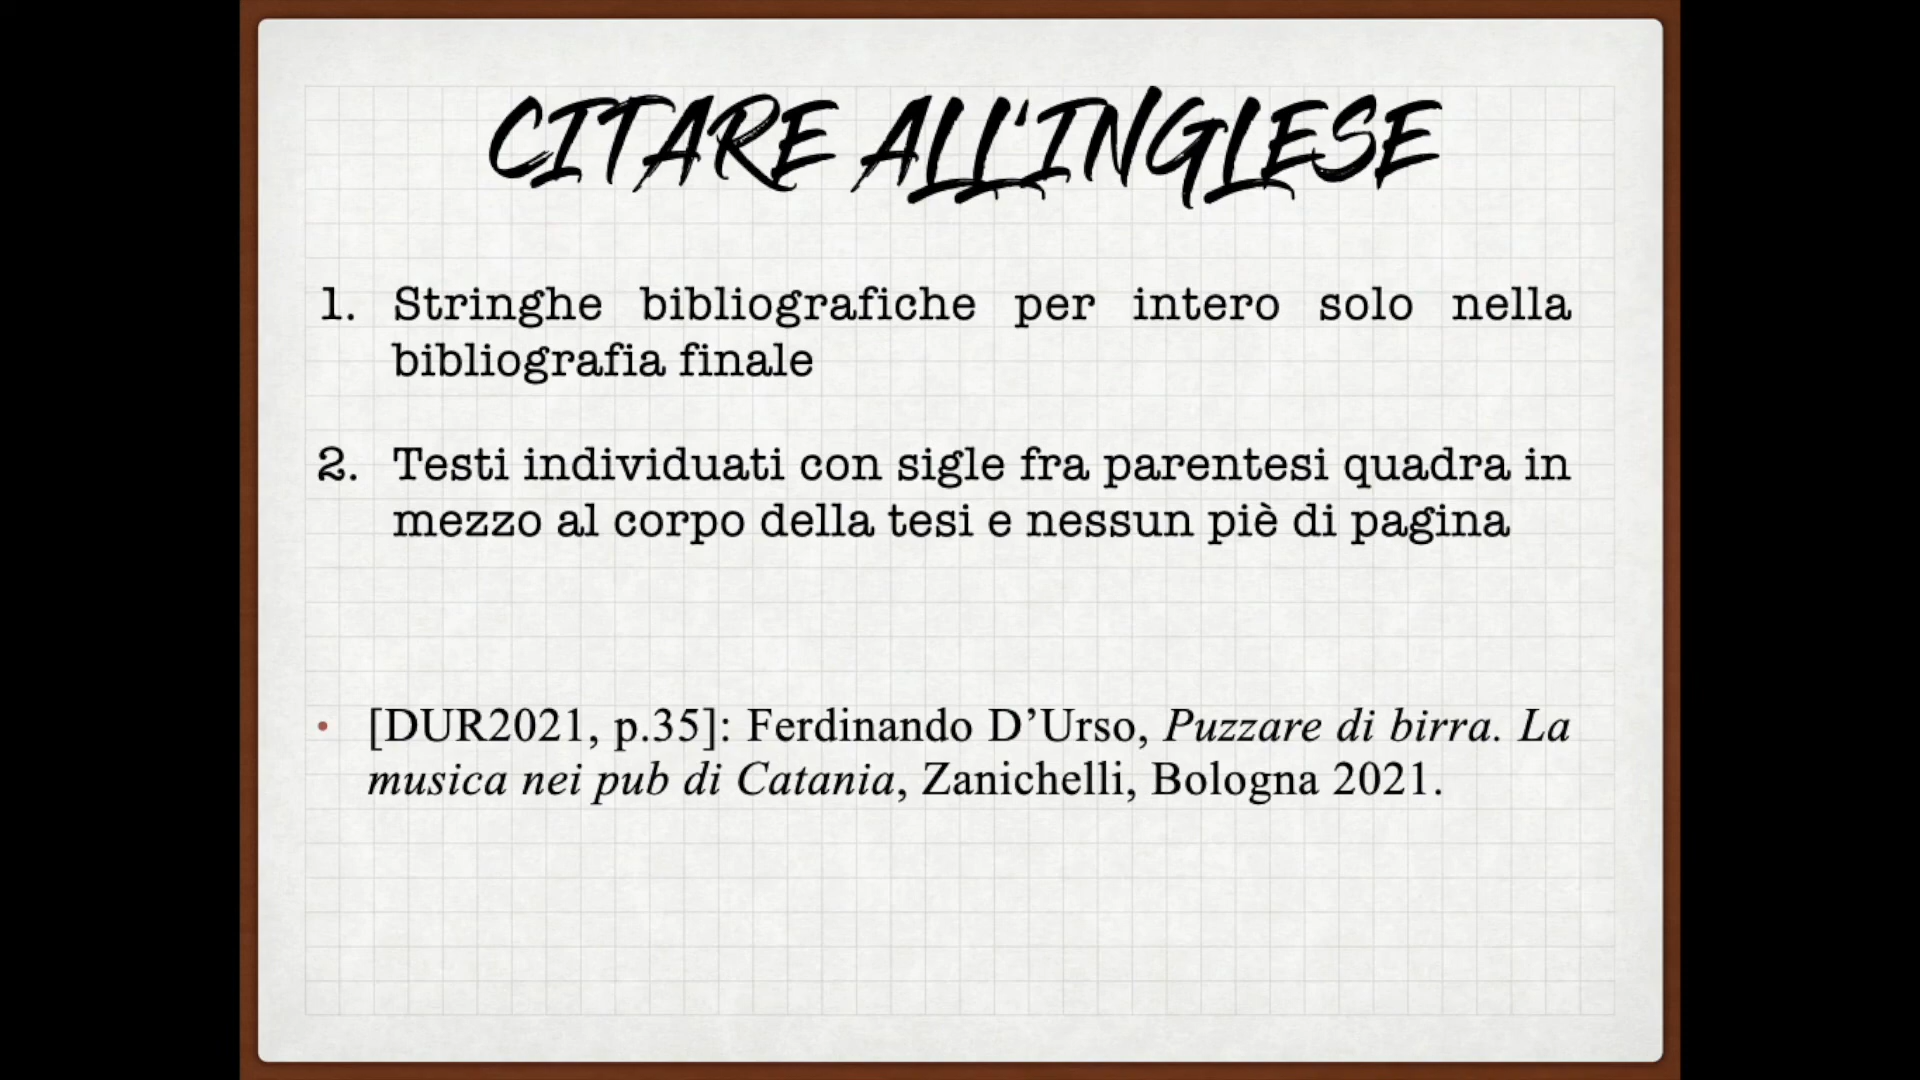 CITARE ALL'INGLESE
1. Stringhe bibliografiche per intero solo nella
bibliografia finale
2. Testi individuati con sigle fra parentesi quadra in
mezzo al corpo della tesi e nessun piè di pagina
• [DUR2021, p.35]: Ferdinando D’Urso, Puzzare di birra. La
musica nei pub di Catania, Zanichelli, Bologna 2021.